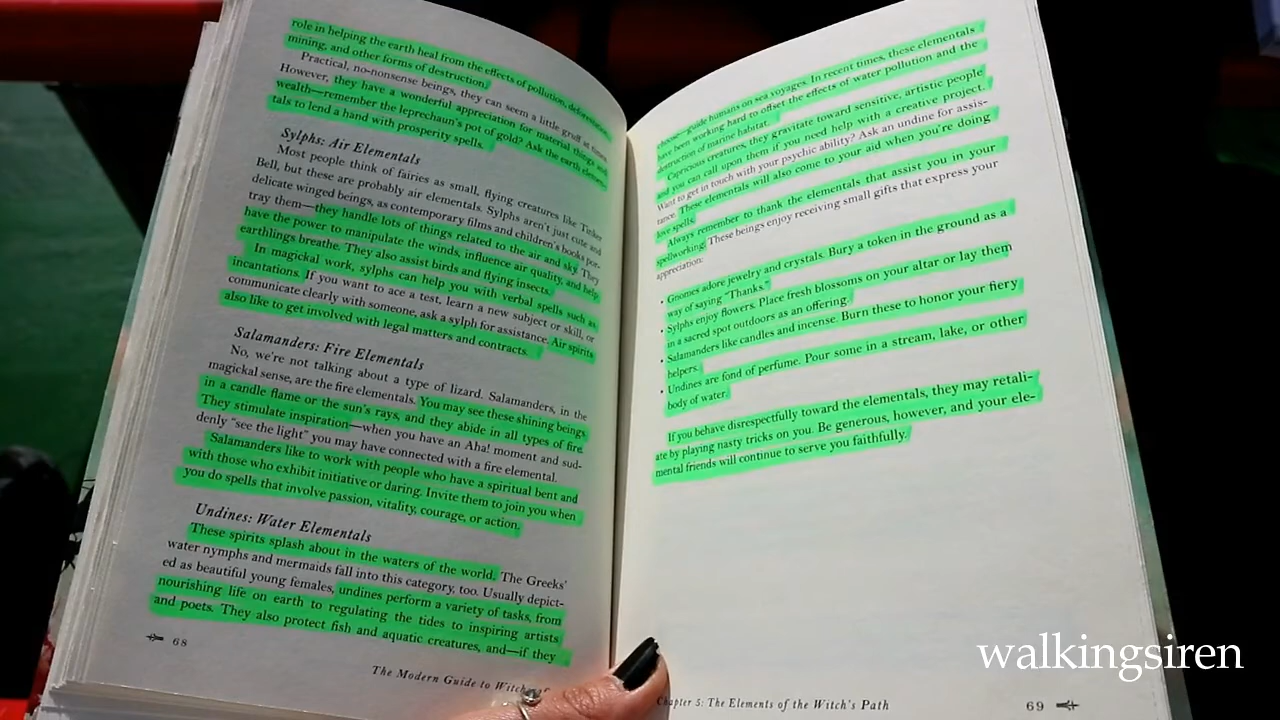 role in helping the earth heal from the effects of pollution, deforestation,
mining, and other forms of destruction.
Practical, no-nonsense beings, they can seem a little gruff at times.
However, they have a wonderful appreciation for material things and
wealth—remember the leprechaun's pot of gold? Ask the earth elemen-
tals to lend a hand with prosperity spells.
Sylphs: Air Elementals
Most people think of fairies as small, flying creatures like Tinker
Bell, but these are probably air elementals. Sylphs aren't just cute and
delicate winged beings, as contemporary films and children's books por-
tray them—they handle lots of things related to the air and sky. They
have the power to manipulate the winds, influence air quality, and help
earthlings breathe. They also assist birds and flying insects.
In magickal work, sylphs can help you with verbal spells such as
incantations. If you want to ace a test, learn a new subject or skill, or
communicate clearly with someone, ask a sylph for assistance. Air spirits
also like to get involved with legal matters and contracts.
Salamanders: Fire Elementals
No, we're not talking about a type of lizard. Salamanders, in the
magickal sense, are the fire elementals. You may see these shining beings
in a candle flame or the sun's rays, and they abide in all types of fire.
They stimulate inspiration—when you have an Aha! moment and sud-
denly "see the light" you may have connected with a fire elemental.
Salamanders like to work with people who have a spiritual bent and
with those who exhibit initiative or daring. Invite them to join you when
you do spells that involve passion, vitality, courage, or action.
Undines: Water Elementals
These spirits splash about in the waters of the world. The Greeks'
water nymphs and mermaids fall into this category, too. Usually depict-
ed as beautiful young females, undines perform a variety of tasks, from
nourishing life on earth to regulating the tides to inspiring artists
and poets. They also protect fish and aquatic creatures, and—if they
68
The Modern Guide to Witch
choose—guide humans on sea voyages. In recent times, these elementals
have been working hard to offset the effects of water pollution and the
destruction of marine habitat.
Capricious creatures, they gravitate toward sensitive, artistic people
and you can call upon them if you need help with a creative project.
Want to get in touch with your psychic ability? Ask an undine for assis-
tance. These elementals will also come to your aid when you're doing
love spells.
Always remember to thank the elementals that assist you in your
spellworking. These beings enjoy receiving small gifts that express your
appreciation:
• Gnomes adore jewelry and crystals. Bury a token in the ground as a
way of saying "Thanks."
• Sylphs enjoy flowers. Place fresh blossoms on your altar or lay them
in a sacred spot outdoors as an offering.
• Salamanders like candles and incense. Burn these to honor your fiery
helpers.
• Undines are fond of perfume. Pour some in a stream, lake, or other
body of water.
If you behave disrespectfully toward the elementals, they may retali-
ate by playing nasty tricks on you. Be generous, however, and your ele-
mental friends will continue to serve you faithfully.
Chapter 5: The Elements of the Witch's Path
69
walkingsiren